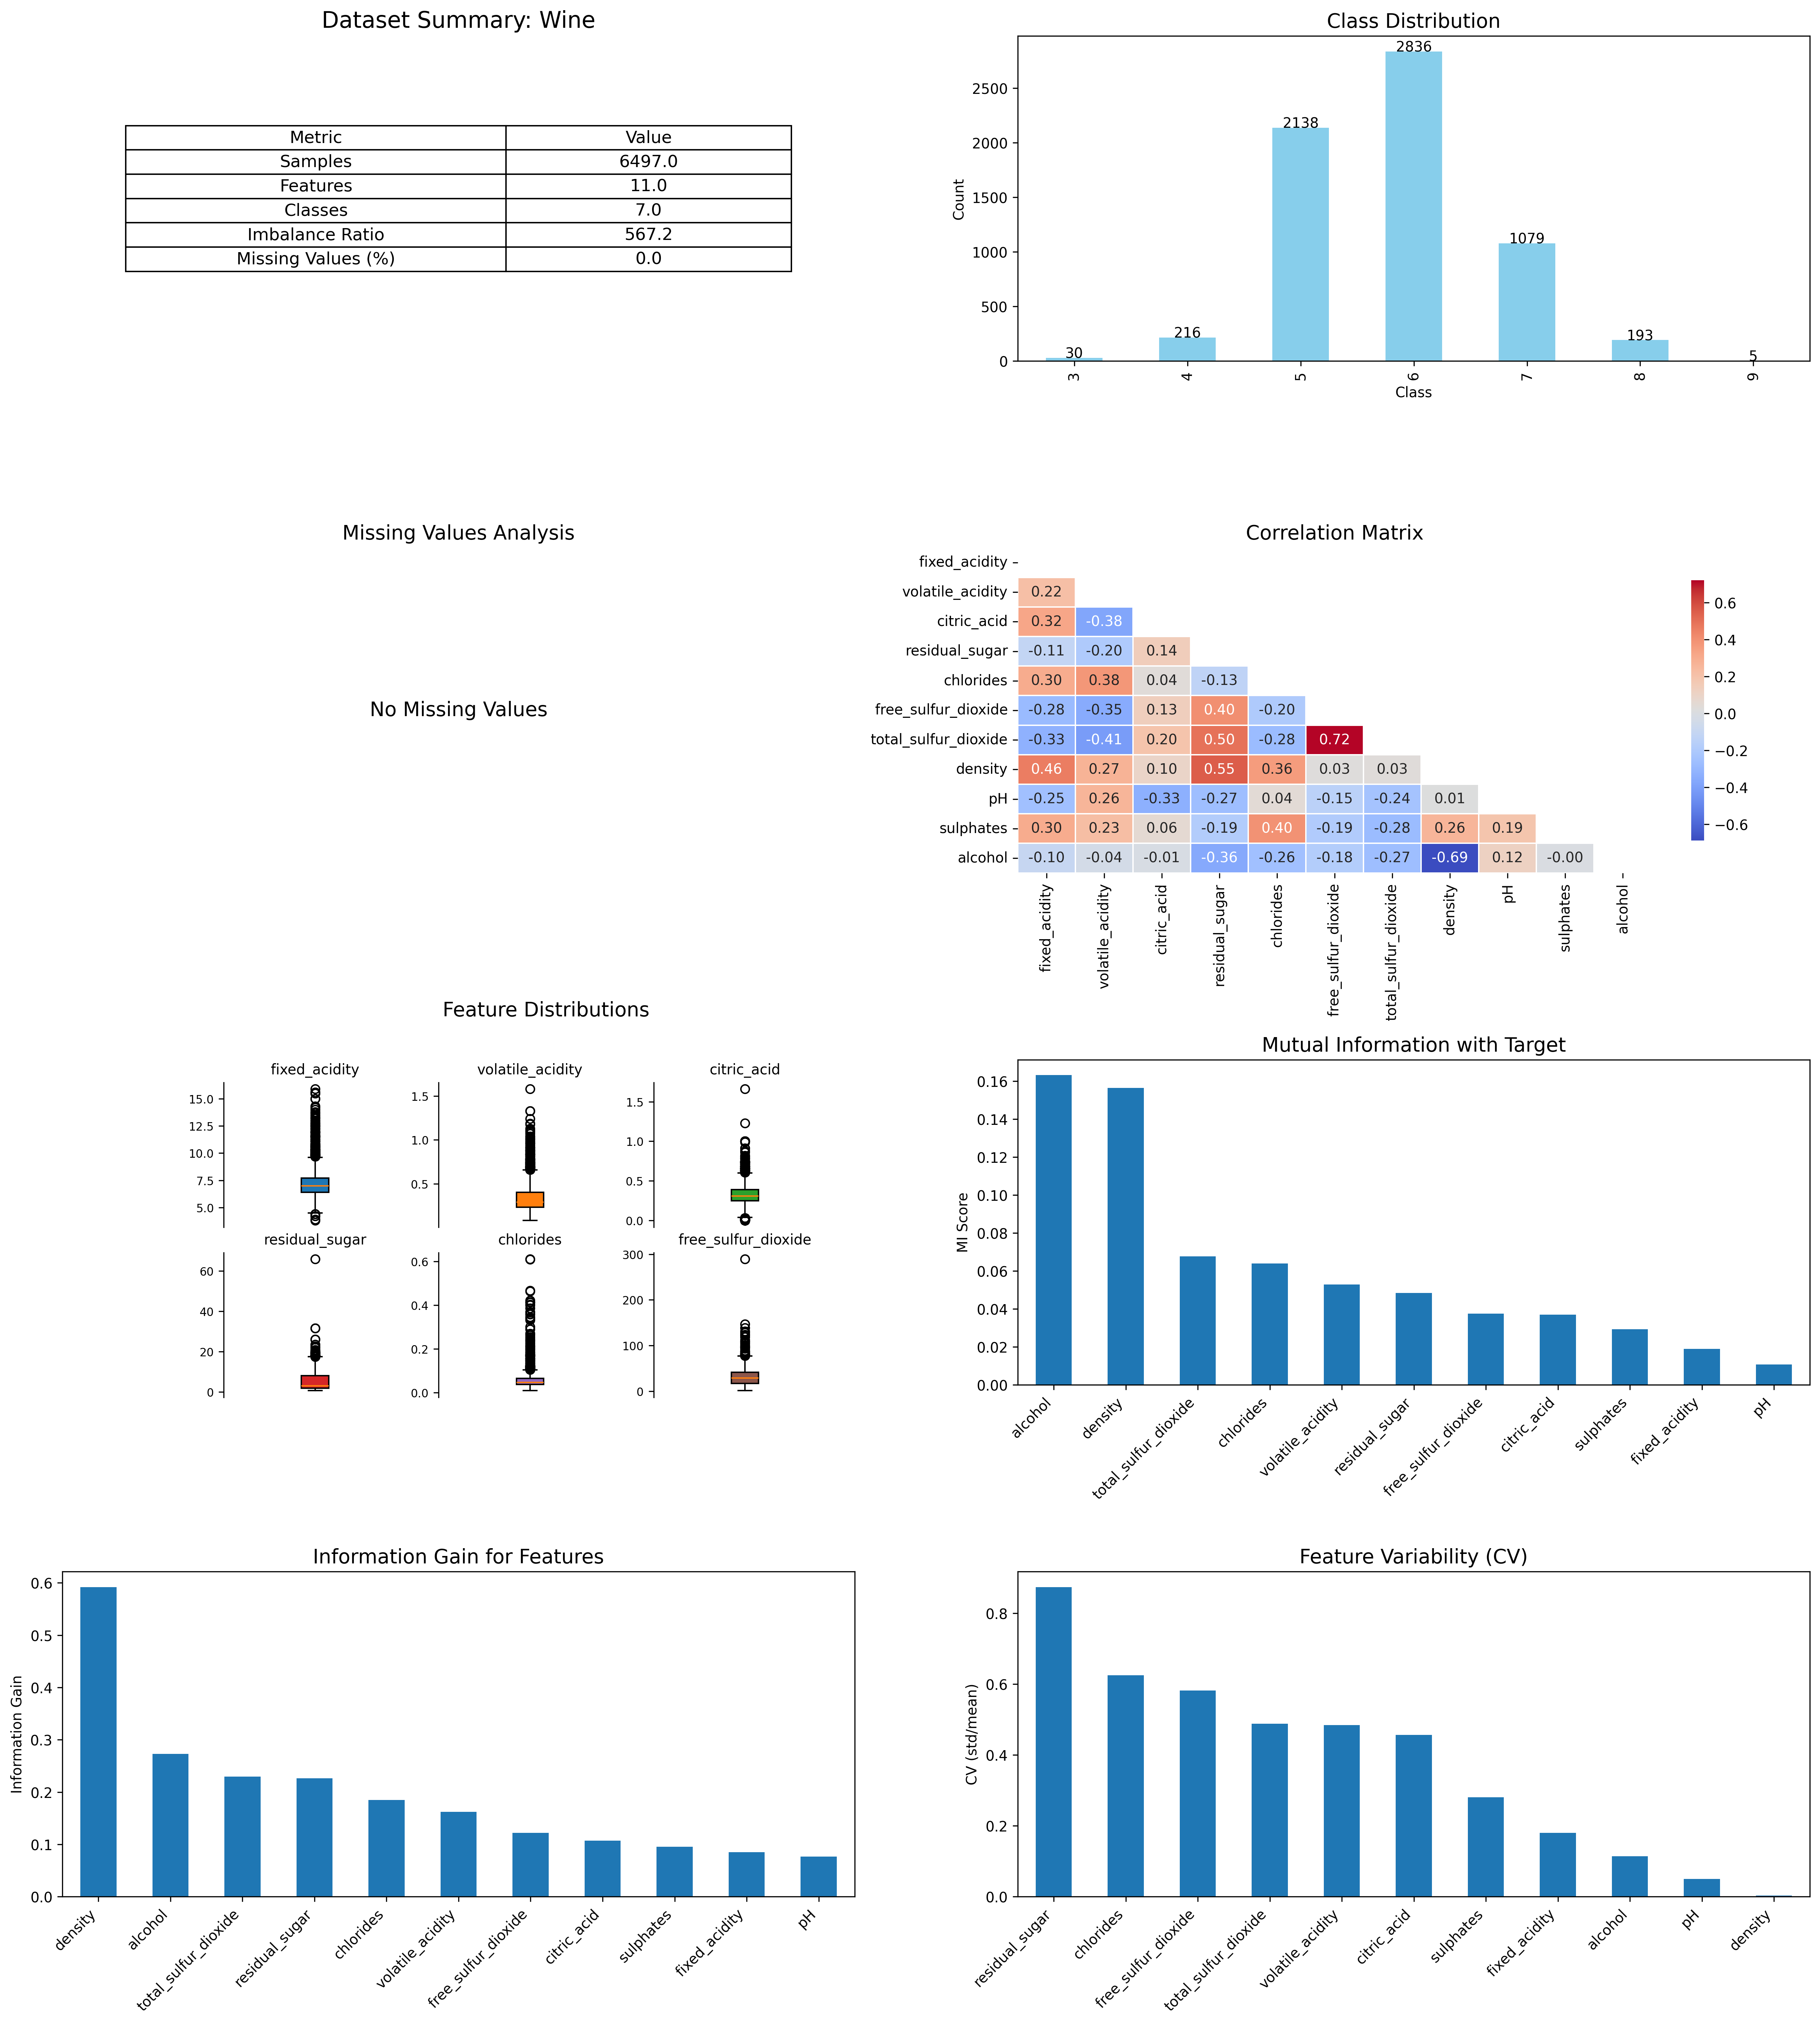 Dataset Summary: Wine
Metric Value
Samples 6497.0
Features 11.0
Classes 7.0
Imbalance Ratio 567.2
Missing Values (%) 0.0
Class Distribution
Count
2500
2000
1500
1000
500
0
30 216 2138 2836 1079 193 5
3 4 5 6 7 8 9
Class
Missing Values Analysis
No Missing Values
Correlation Matrix
fixed_acidity
volatile_acidity 0.22
citric_acid 0.32 -0.38
residual_sugar -0.11 -0.20 0.14
chlorides 0.30 0.38 0.04 -0.13
free_sulfur_dioxide -0.28 -0.35 0.13 0.40 -0.20
total_sulfur_dioxide -0.33 -0.41 0.20 0.50 -0.28 0.72
density 0.46 0.27 0.10 0.55 0.36 0.03 0.03
pH -0.25 0.26 -0.33 -0.27 0.04 -0.15 -0.24 0.01
sulphates 0.30 0.23 0.06 -0.19 0.40 -0.19 -0.28 0.26 0.19
alcohol -0.10 -0.04 -0.01 -0.36 -0.26 -0.18 -0.27 -0.69 0.12 -0.00
fixed_acidity volatile_acidity citric_acid residual_sugar chlorides free_sulfur_dioxide total_sulfur_dioxide density pH sulphates alcohol
0.6
0.4
0.2
0.0
−0.2
−0.4
−0.6
Feature Distributions
fixed_acidity
15.0
12.5
10.0
7.5
5.0
volatile_acidity
1.5
1.0
0.5
citric_acid
1.5
1.0
0.5
0.0
residual_sugar
60
40
20
0
chlorides
0.6
0.4
0.2
0.0
free_sulfur_dioxide
300
200
100
0
Mutual Information with Target
MI Score
0.16
0.14
0.12
0.10
0.08
0.06
0.04
0.02
0.00
alcohol density total_sulfur_dioxide chlorides volatile_acidity residual_sugar free_sulfur_dioxide citric_acid sulphates fixed_acidity pH
Information Gain for Features
Information Gain
0.6
0.5
0.4
0.3
0.2
0.1
0.0
density alcohol total_sulfur_dioxide residual_sugar chlorides volatile_acidity free_sulfur_dioxide citric_acid sulphates fixed_acidity pH
Feature Variability (CV)
CV (std/mean)
0.8
0.6
0.4
0.2
0.0
residual_sugar chlorides free_sulfur_dioxide total_sulfur_dioxide volatile_acidity citric_acid sulphates fixed_acidity alcohol pH density